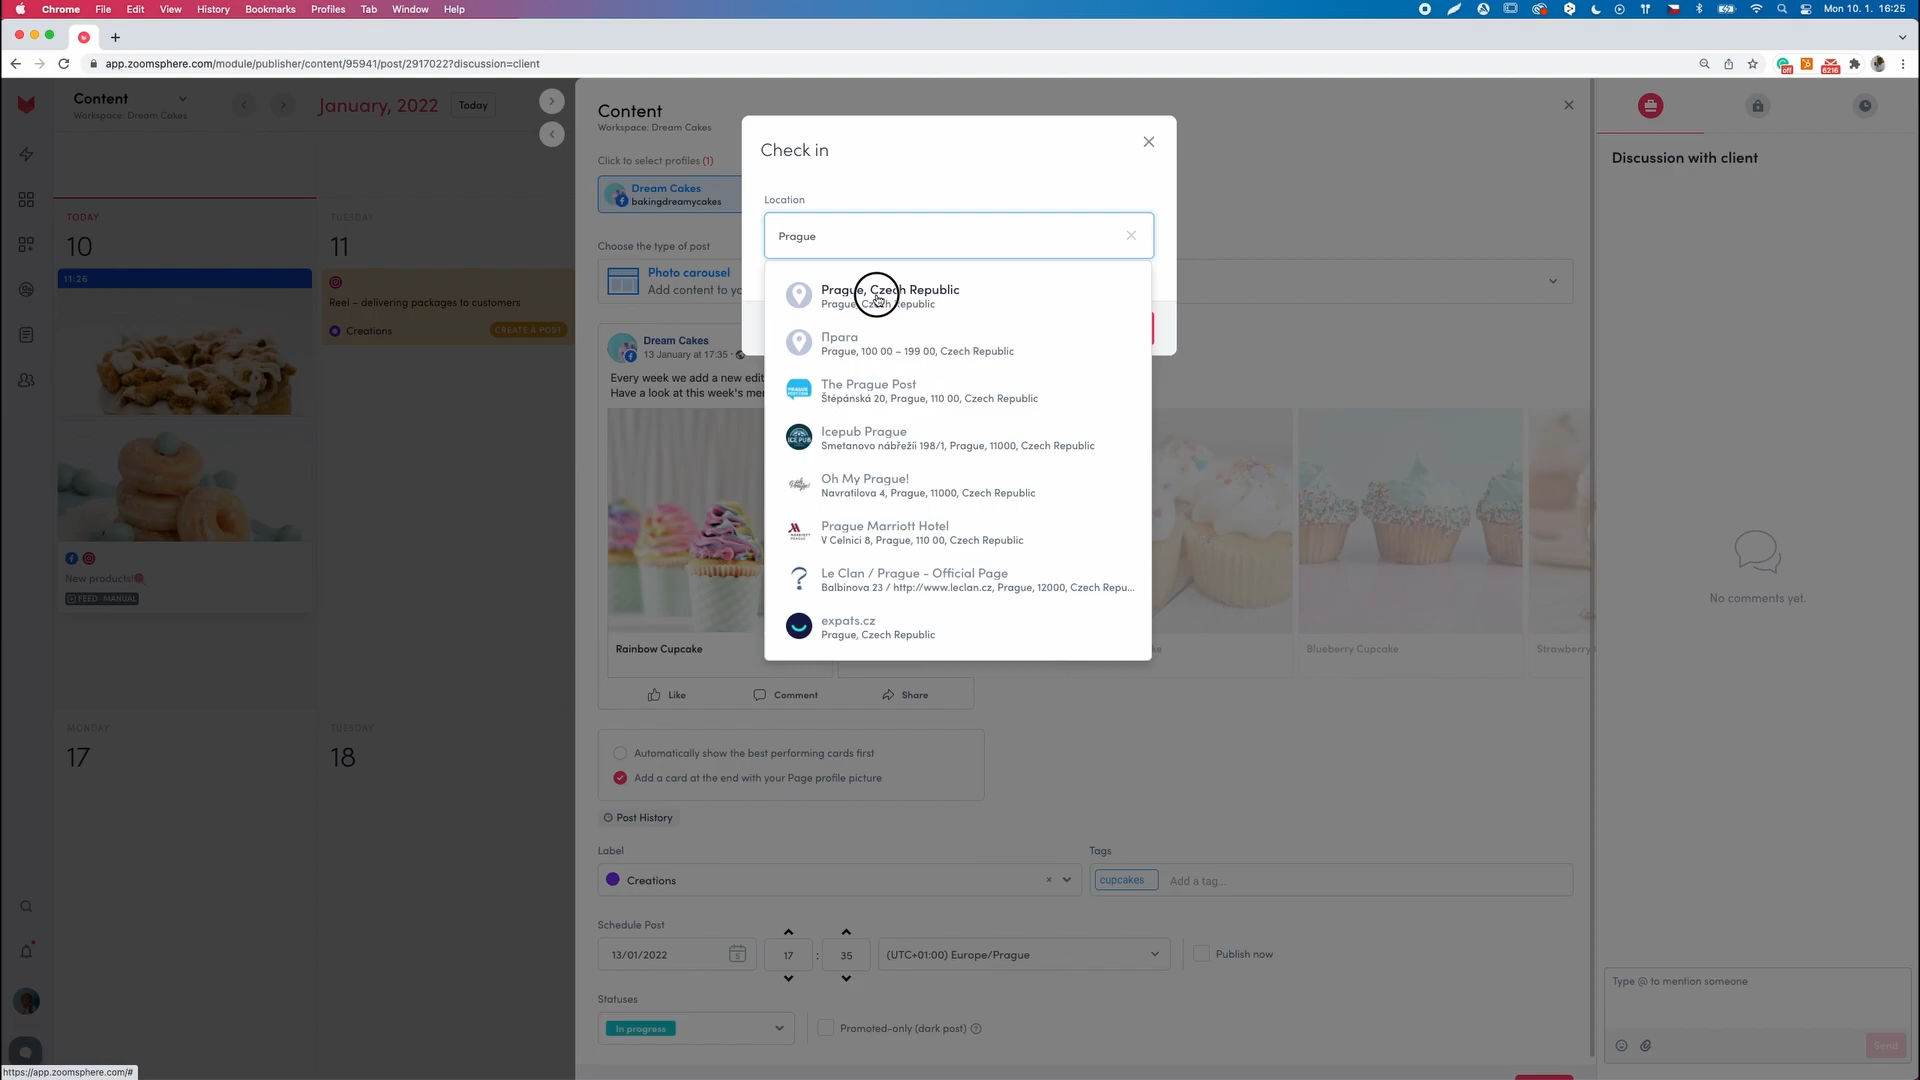 Chrome File Edit View History Bookmarks Profiles Tab Window Help
Mon 10. 1. 16:25
app.zoomsphere.com/module/publisher/content/95941/post/2917022?discussion=client
off
6216
Content
Workspace: Dream Cakes
January, 2022
Today
TODAY
10
11:26
New products!
FEED · MANUAL
TUESDAY
11
Reel – delivering packages to customers
Creations
CREATE A POST
MONDAY
17
TUESDAY
18
Content
Workspace: Dream Cakes
Click to select profiles (1)
Dream Cakes
bakingdreamycakes
Choose the type of post
Photo carousel
Add content to yo
Dream Cakes
13 January at 17:35
Every week we add a new edit
Have a look at this week's me
Rainbow Cupcake
Blueberry Cupcake
Strawberry
Like
Comment
Share
Automatically show the best performing cards first
Add a card at the end with your Page profile picture
Post History
Label
Creations
Tags
cupcakes
Add a tag...
Schedule Post
13/01/2022
17 : 35
(UTC+01:00) Europe/Prague
Publish now
Statuses
In progress
Promoted-only (dark post)
Check in
Location
Prague
Prague, Czech Republic
Prague, Czech Republic
Прага
Prague, 100 00 – 199 00, Czech Republic
The Prague Post
Štěpánská 20, Prague, 110 00, Czech Republic
Icepub Prague
Smetanovo nábřežíi 198/1, Prague, 11000, Czech Republic
Oh My Prague!
Navratilova 4, Prague, 11000, Czech Republic
Prague Marriott Hotel
V Celnici 8, Prague, 110 00, Czech Republic
Le Clan / Prague - Official Page
Balbínova 23 / http://www.leclan.cz, Prague, 12000, Czech Repu...
expats.cz
Prague, Czech Republic
Discussion with client
No comments yet.
Type @ to mention someone
Send
https://app.zoomsphere.com/#